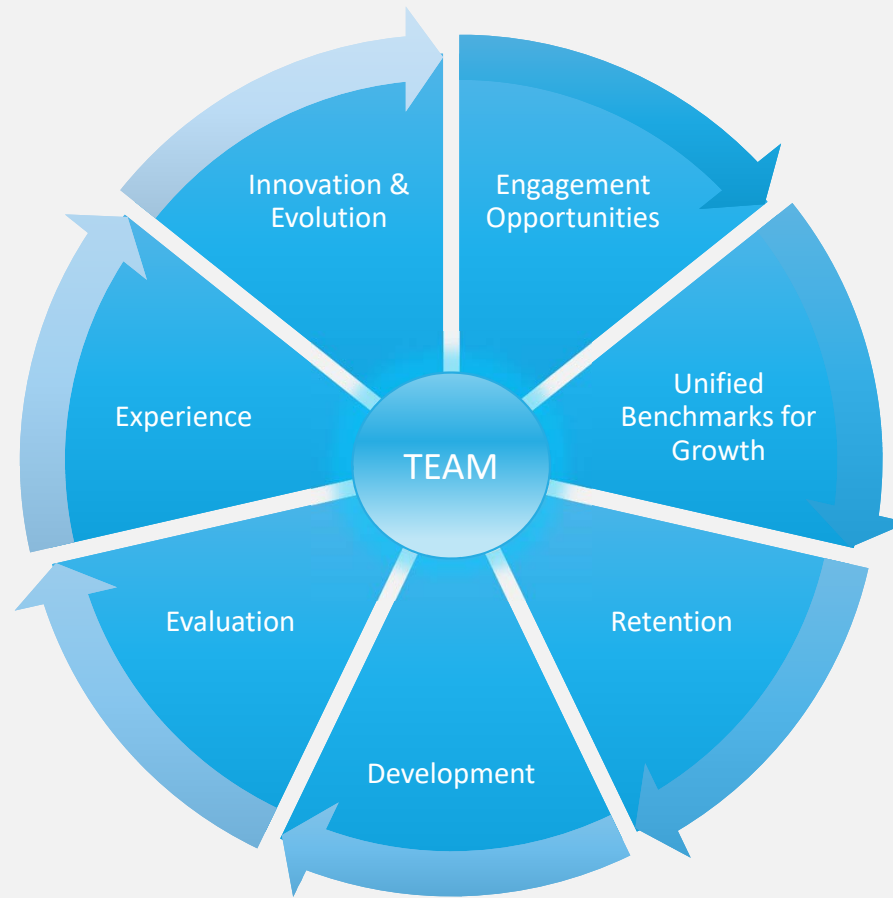 Innovation &
Evolution
Engagement
Opportunities
Unified
Benchmarks for
Growth
Experience
TEAM
Evaluation
Retention
Development